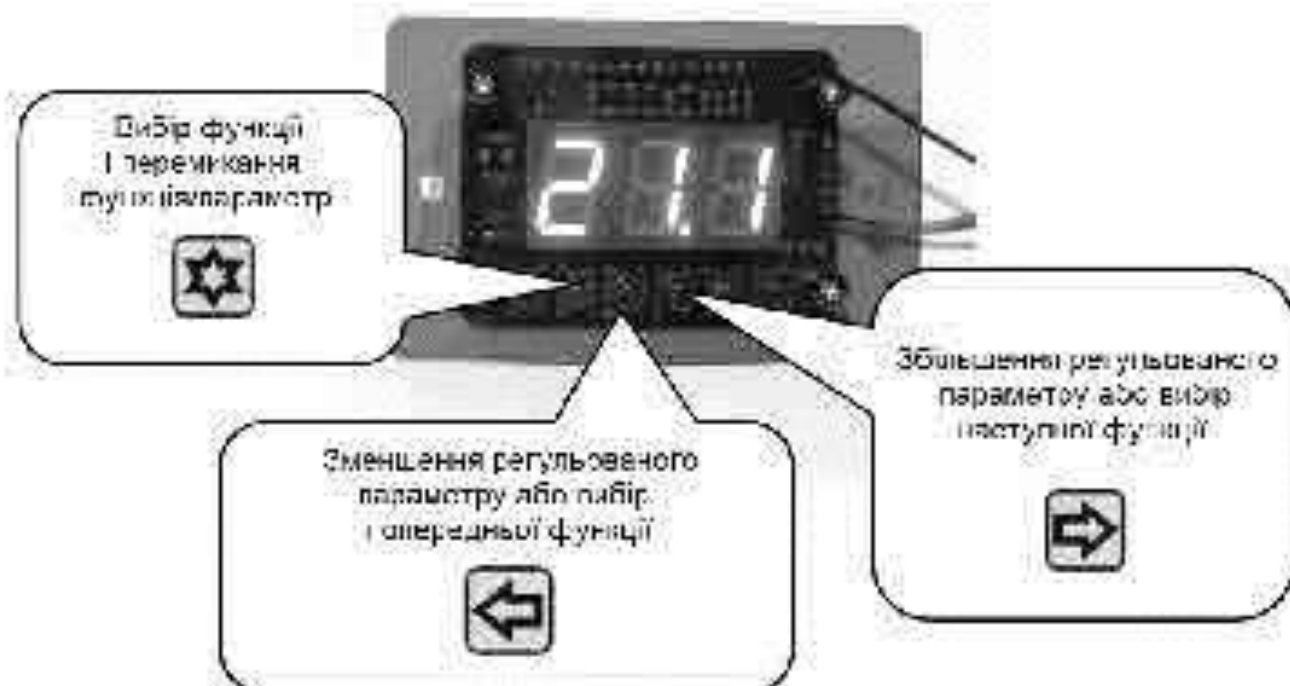 Вибір функції
і перемикання
функція/параметр
21.1
Зменшення регульованого
параметру або вибір
попередньої функції
Збільшення регульованого
параметру або вибір
наступної функції